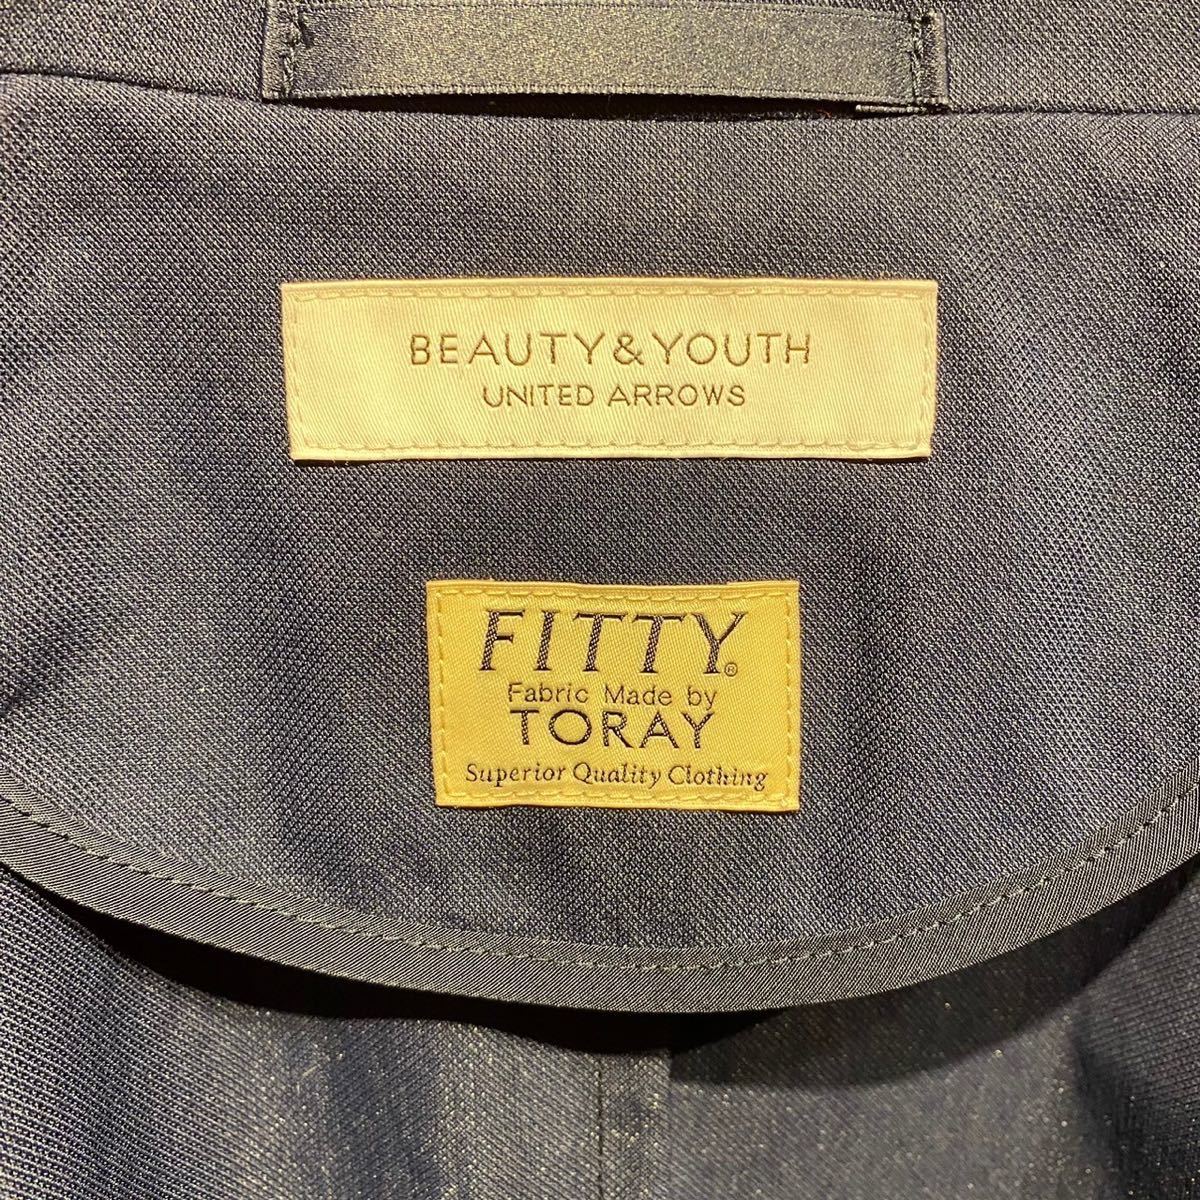 BEAUTY&YOUTH
UNITED ARROWS
FITTY®
Fabric Made by
TORAY
Superior Quality Clothing